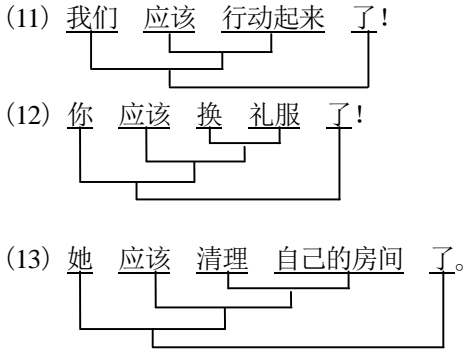 (11) 我们 应该 行动起来 了!
(12) 你 应该 换 礼服 了!
(13) 她 应该 清理 自己的房间 了。